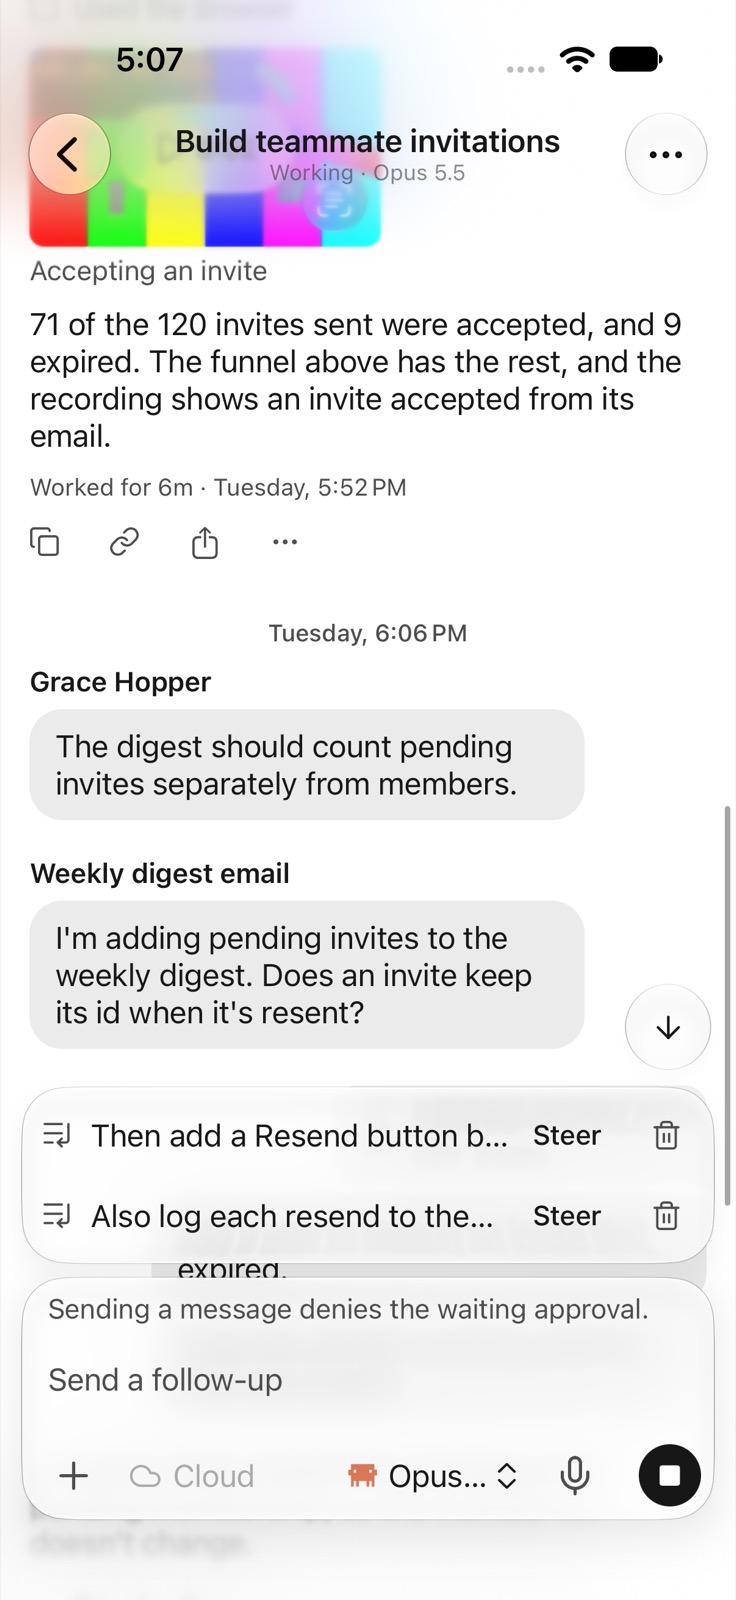 5:07
Build teammate invitations
Working · Opus 5.5
Accepting an invite
71 of the 120 invites sent were accepted, and 9
expired. The funnel above has the rest, and the
recording shows an invite accepted from its
email.
Worked for 6m · Tuesday, 5:52 PM
Tuesday, 6:06 PM
Grace Hopper
The digest should count pending
invites separately from members.
Weekly digest email
I'm adding pending invites to the
weekly digest. Does an invite keep
its id when it's resent?
Then add a Resend button b... Steer
Also log each resend to the... Steer
expired.
Sending a message denies the waiting approval.
Send a follow-up
Cloud Opus...
doesn't change.